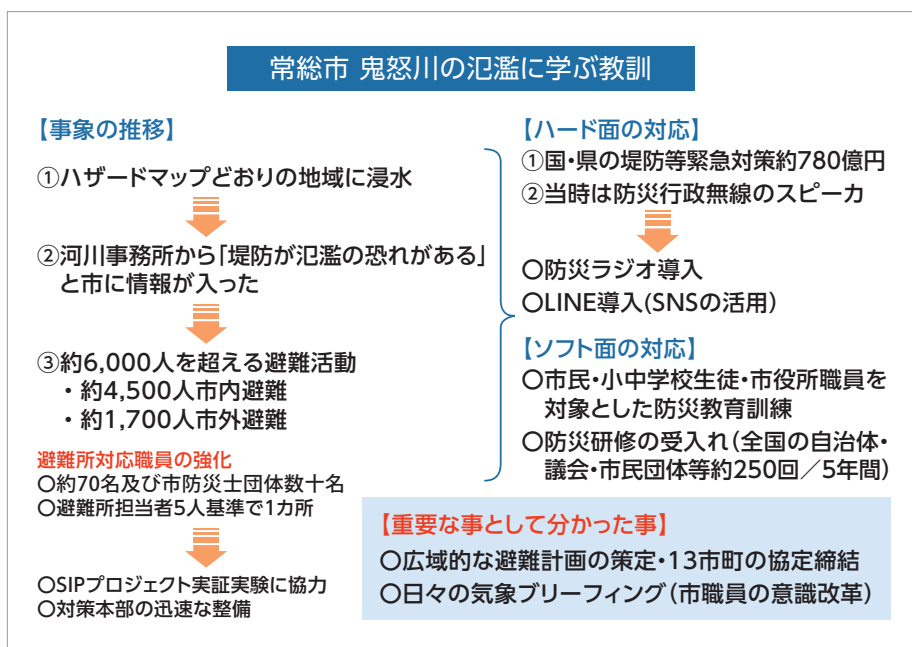 常総市 鬼怒川の氾濫に学ぶ教訓
【事象の推移】
①ハザードマップどおりの地域に浸水
②河川事務所から「堤防が氾濫の恐れがある」
と市に情報が入った
③約6,000人を超える避難活動
・約4,500人市内避難
・約1,700人市外避難
避難所対応職員の強化
○約70名及び市防災士団体数十名
○避難所担当者5人基準で1カ所
○SIPプロジェクト実証実験に協力
○対策本部の迅速な整備
【ハード面の対応】
①国・県の堤防等緊急対策約780億円
②当時は防災行政無線のスピーカ
○防災ラジオ導入
○LINE導入(SNSの活用)
【ソフト面の対応】
○市民・小中学校生徒・市役所職員を
対象とした防災教育訓練
○防災研修の受入れ(全国の自治体・
議会・市民団体等約250回/5年間)
【重要な事として分かった事】
○広域的な避難計画の策定・13市町の協定締結
○日々の気象ブリーフィング(市職員の意識改革)